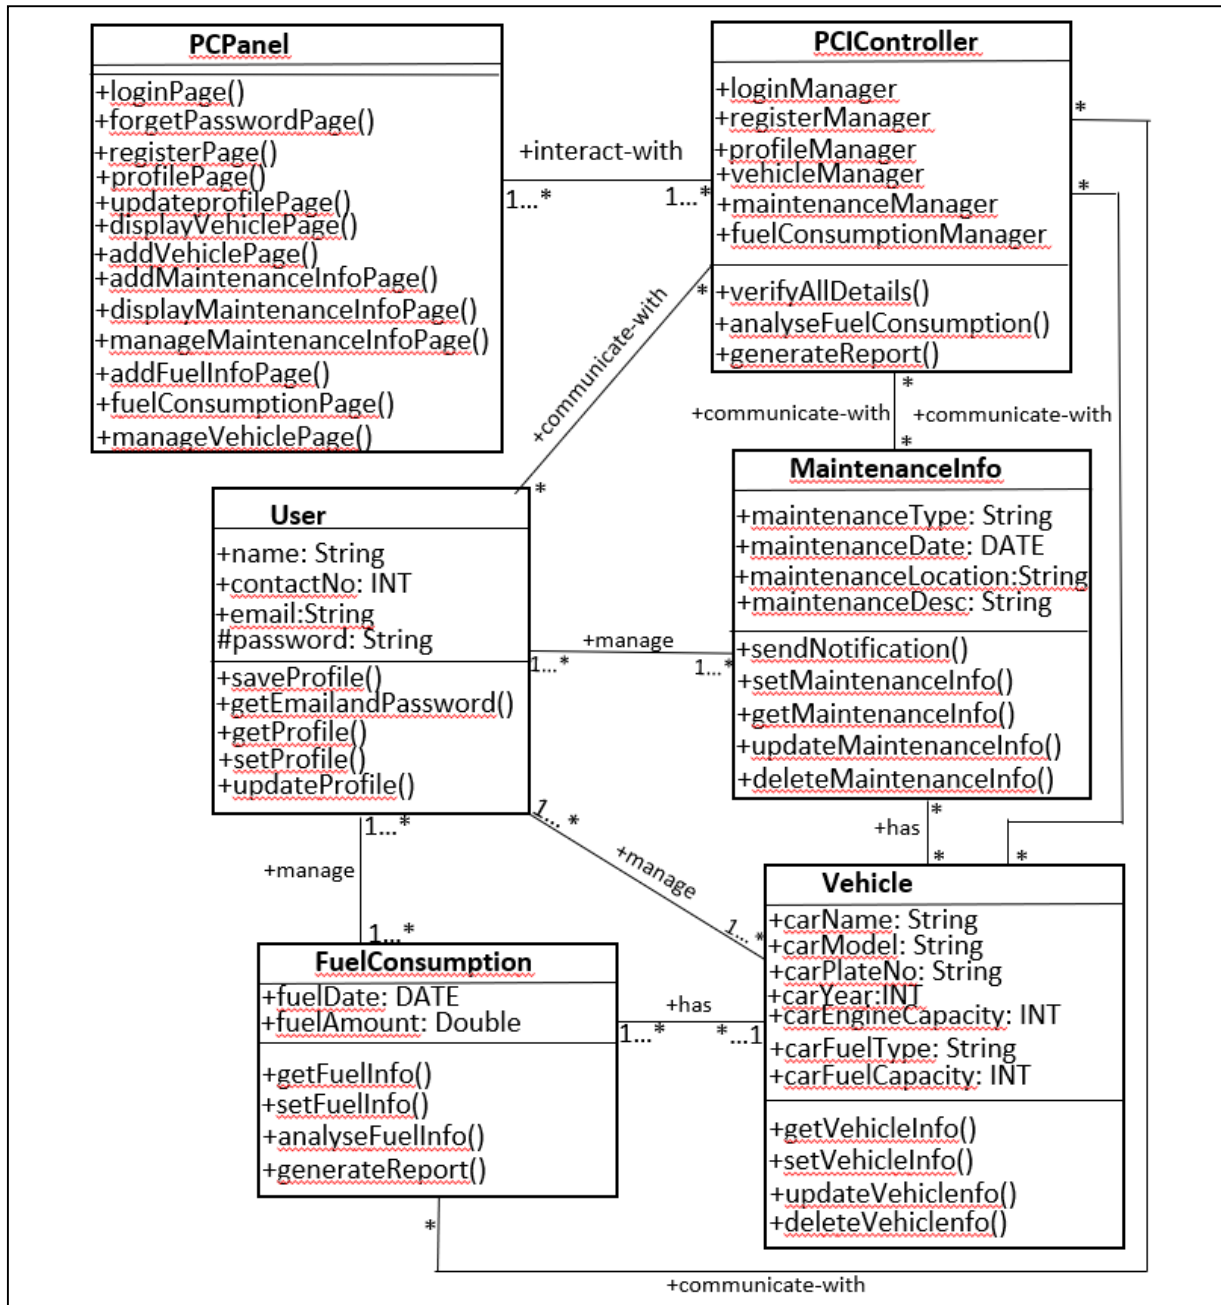 PCPanel
+loginPage()
+forgetPasswordPage()
+registerPage()
+profilePage()
+updateprofilePage()
+displayVehiclePage()
+addVehiclePage()
+addMaintenanceInfoPage()
+displayMaintenanceInfoPage()
+manageMaintenanceInfoPage()
+addFuelInfoPage()
+fuelConsumptionPage()
+manageVehiclePage()
+interact-with
1...*
1...*
PCIController
+loginManager
+registerManager
+profileManager
+vehicleManager
+maintenanceManager
+fuelConsumptionManager
+verifyAllDetails()
+analyseFuelConsumption()
+generateReport()
*
*
*
+communicate-with
*
*
+communicate-with
*
+communicate-with
MaintenanceInfo
+maintenanceType: String
+maintenanceDate: DATE
+maintenanceLocation:String
+maintenanceDesc: String
+sendNotification()
+setMaintenanceInfo()
+getMaintenanceInfo()
+updateMaintenanceInfo()
+deleteMaintenanceInfo()
User
+name: String
+contactNo: INT
+email:String
#password: String
+saveProfile()
+getEmailandPassword()
+getProfile()
+setProfile()
+updateProfile()
+manage
1...*
1...*
1...*
+manage
1...*
1...*
+manage
1...*
*
+has
*
*
Vehicle
+carName: String
+carModel: String
+carPlateNo: String
+carYear:INT
+carEngineCapacity: INT
+carFuelType: String
+carFuelCapacity: INT
+getVehicleInfo()
+setVehicleInfo()
+updateVehiclenfo()
+deleteVehiclenfo()
FuelConsumption
+fuelDate: DATE
+fuelAmount: Double
+getFuelInfo()
+setFuelInfo()
+analyseFuelInfo()
+generateReport()
+has
1...*
*...1
*
+communicate-with